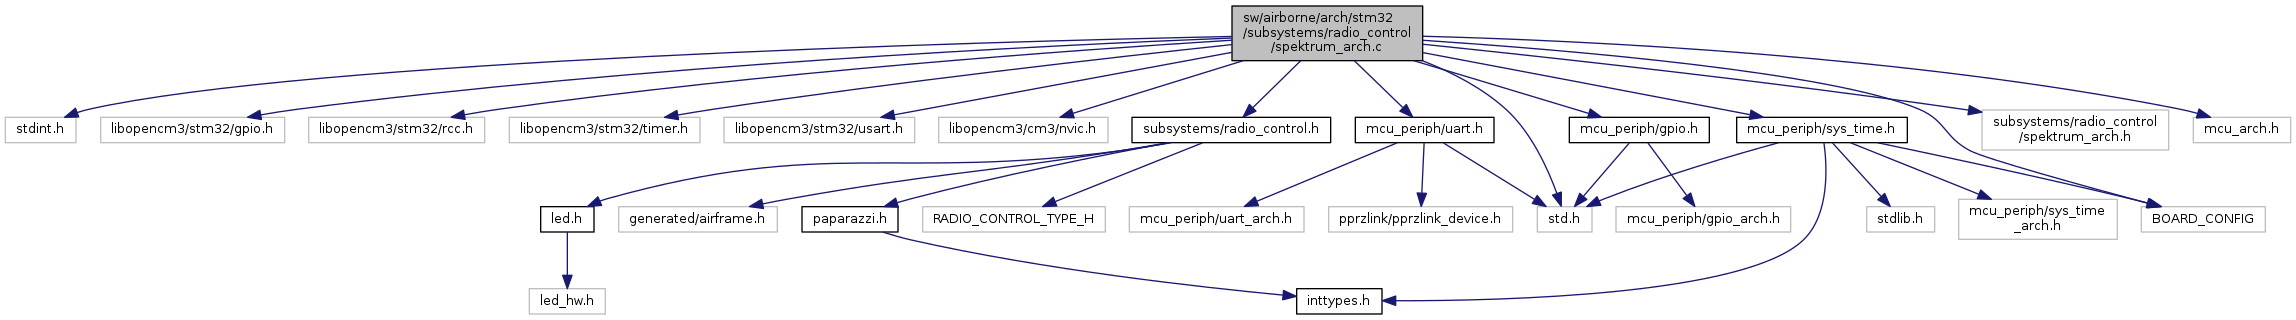 sw/airborne/arch/stm32
/subsystems/radio_control
/spektrum_arch.c
stdint.h
libopencm3/stm32/gpio.h
libopencm3/stm32/rcc.h
libopencm3/stm32/timer.h
libopencm3/stm32/usart.h
libopencm3/cm3/nvic.h
subsystems/radio_control.h
mcu_periph/uart.h
mcu_periph/gpio.h
mcu_periph/sys_time.h
subsystems/radio_control
/spektrum_arch.h
mcu_arch.h
led.h
generated/airframe.h
paparazzi.h
RADIO_CONTROL_TYPE_H
mcu_periph/uart_arch.h
pprzlink/pprzlink_device.h
std.h
mcu_periph/gpio_arch.h
stdlib.h
mcu_periph/sys_time
_arch.h
BOARD_CONFIG
led_hw.h
inttypes.h